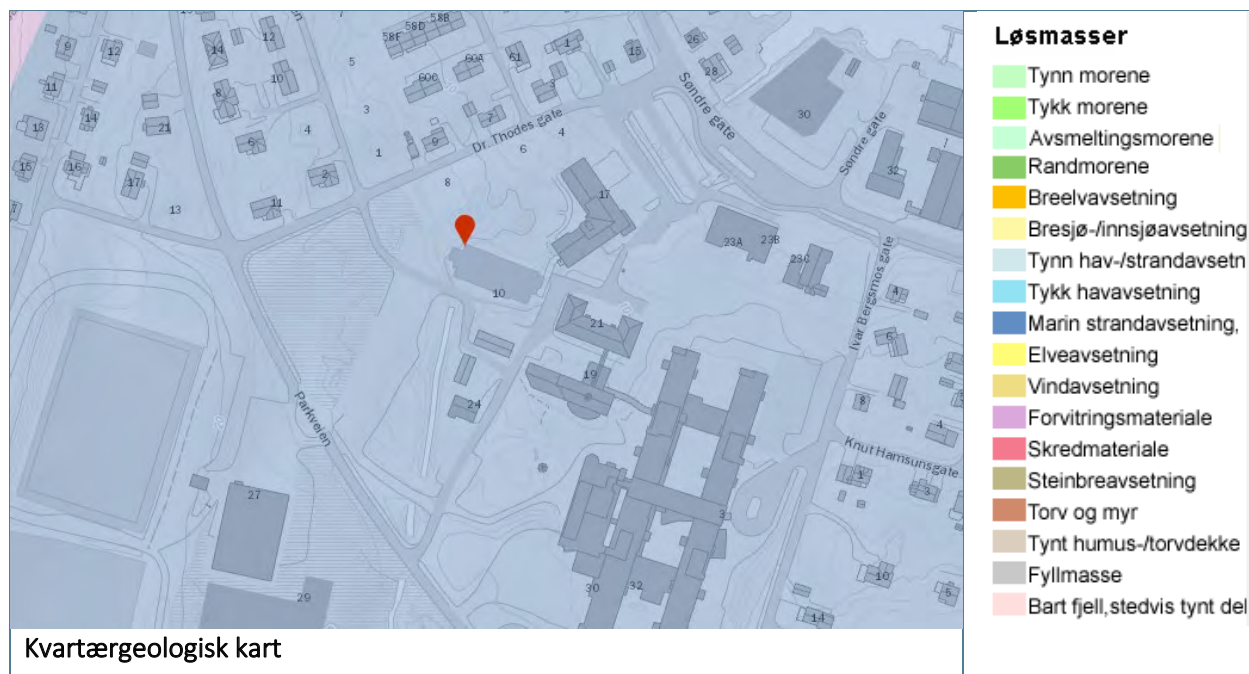 58B
58D
58F
9
12
14
12
5
60A
61
1
15
26
28
11
8
10
60C
3
30
3
Søndre gate
Søndre gate
18
14
21
6
4
1
9
7
Dr. Thodes gate
4
6
15
16
17
2
8
17
32
13
11
10
23A
23B
23C
Ivar Bergsmos gate
4
21
6
19
24
8
4
Parkveien
Knut Hamsunsgate
1
3
27
3
29
30
32
10
5
14
Kvartærgeologisk kart
Løsmasser
Tynn morene
Tykk morene
Avsmeltingsmorene
Randmorene
Breelvavsetning
Bresjø-/innsjøavsetning
Tynn hav-/strandavsetn
Tykk havavsetning
Marin strandavsetning,
Elveavsetning
Vindavsetning
Forvitringsmateriale
Skredmateriale
Steinbreavsetning
Torv og myr
Tynt humus-/torvdekke
Fyllmasse
Bart fjell,stedvis tynt del